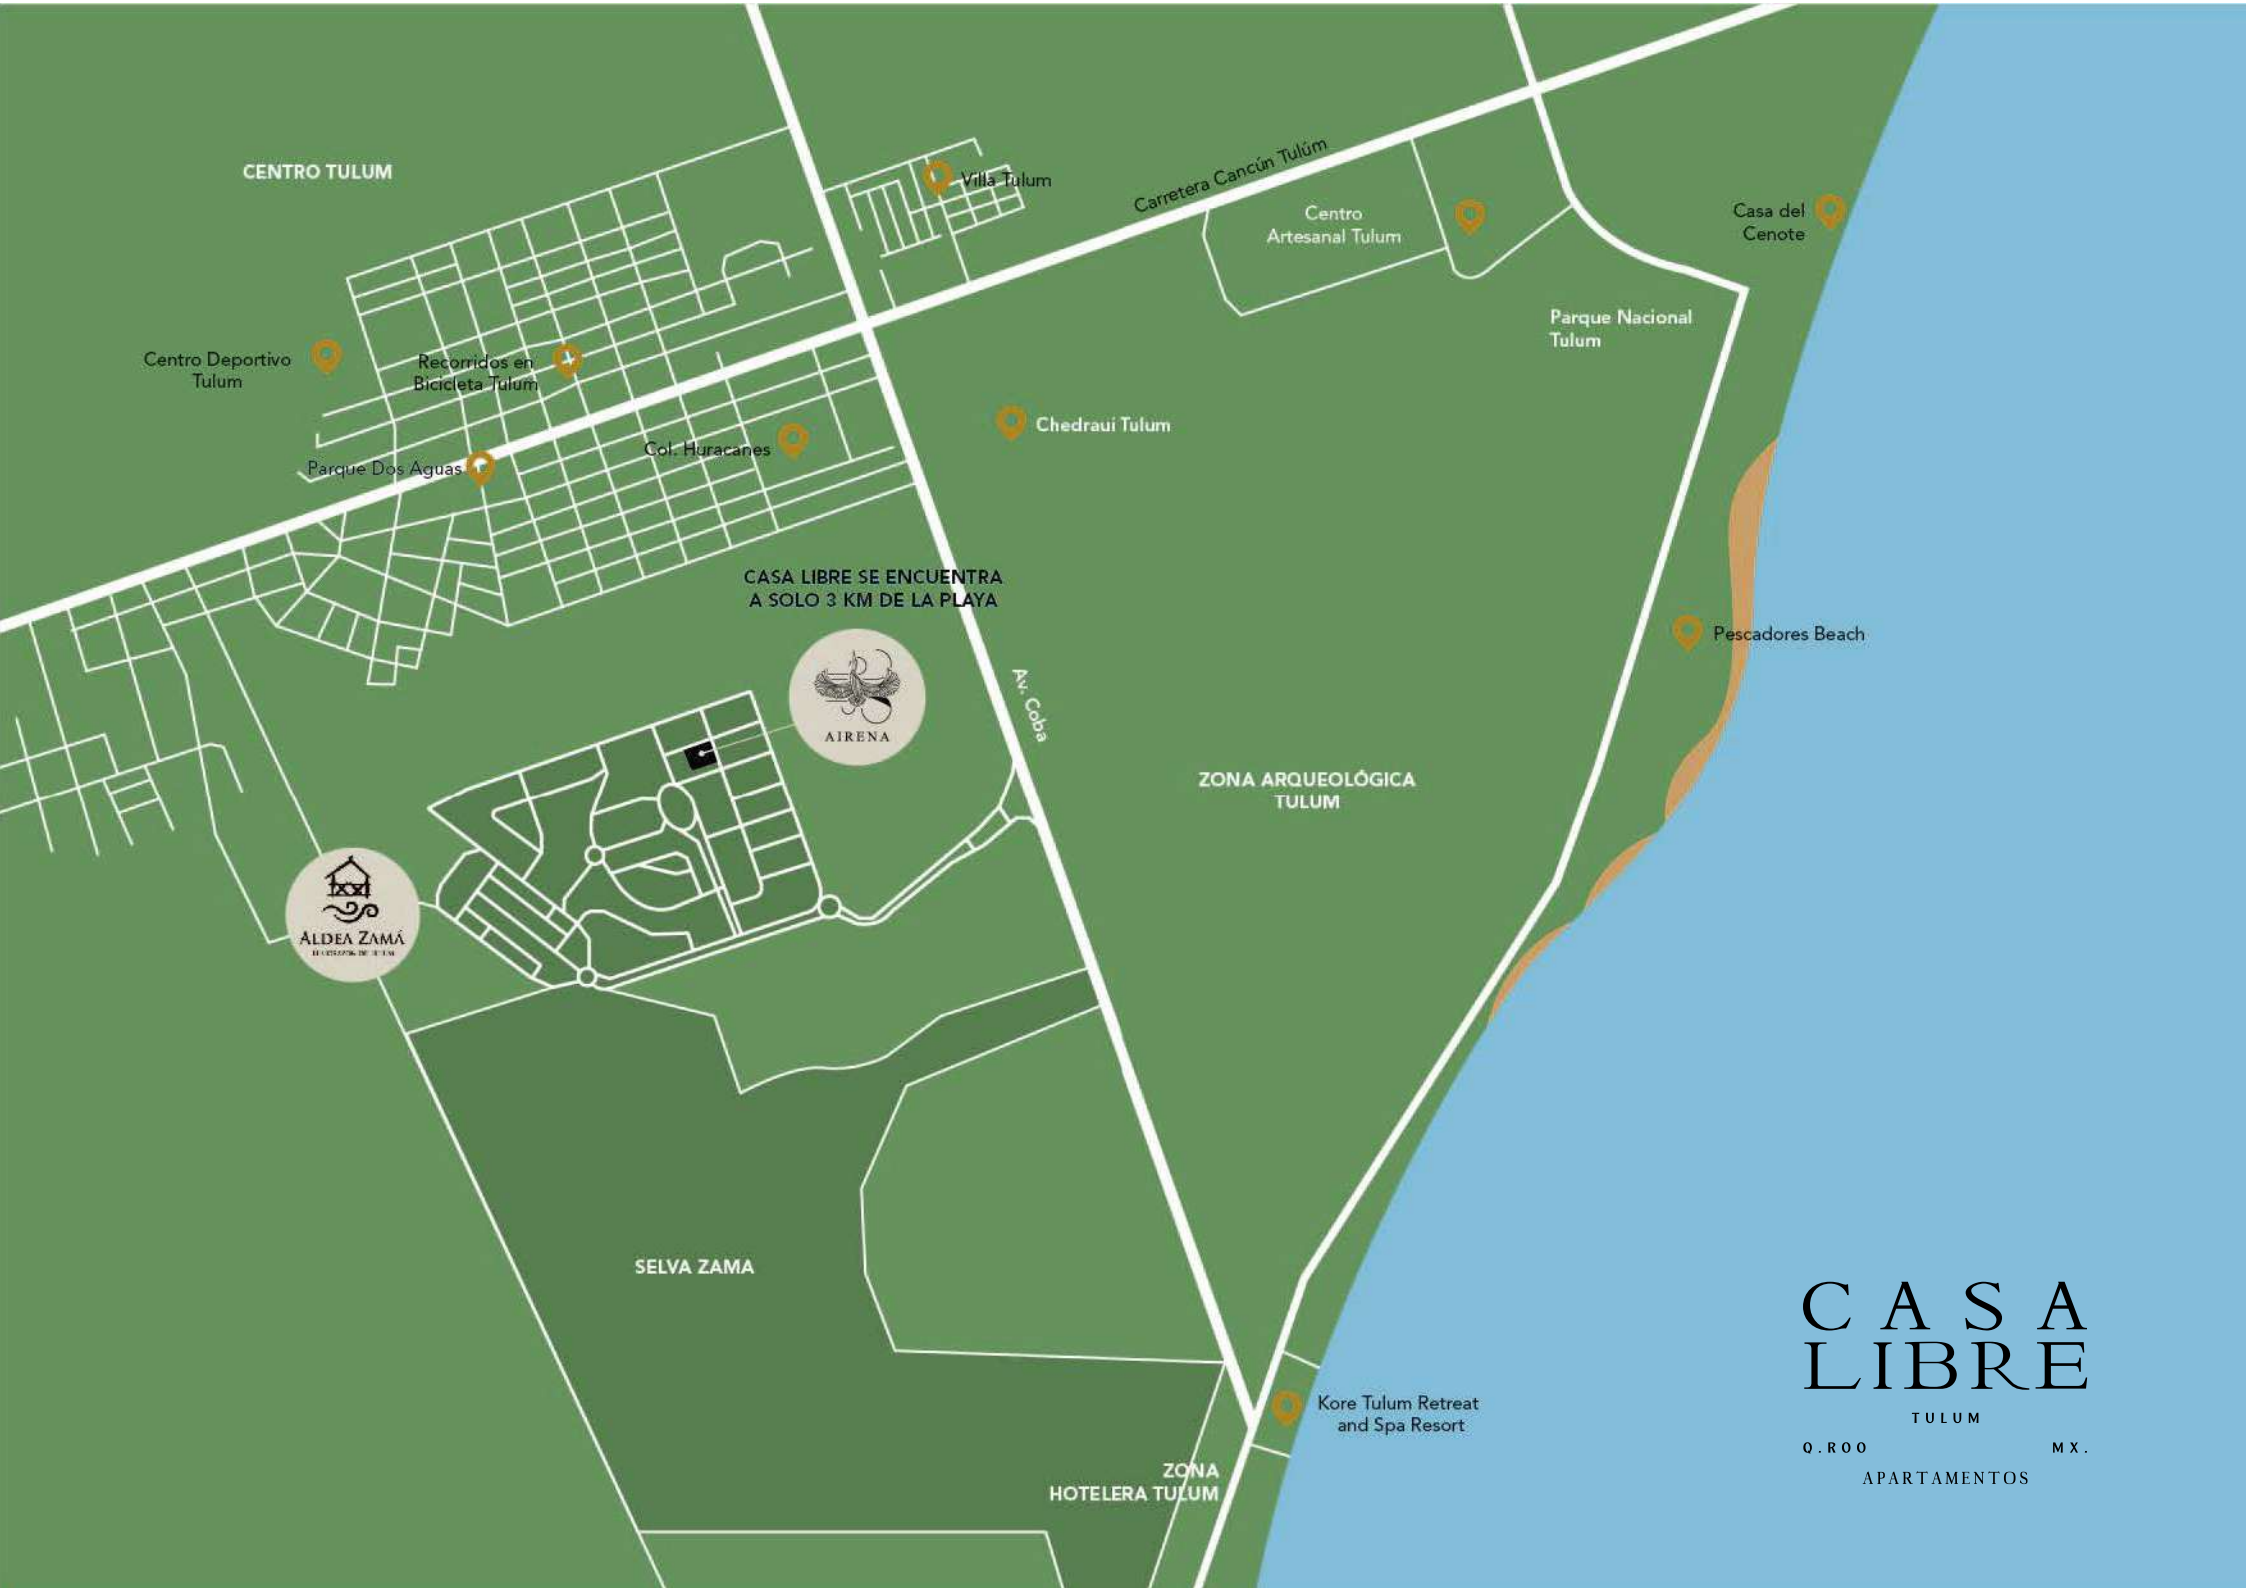 CENTRO TULUM
Villa Tulum
Carretera Cancún Tulúm
Centro
Artesanal Tulum
Casa del
Cenote
Parque Nacional
Tulum
Centro Deportivo
Tulum
Recorridos en
Bicicleta Tulum
Chedraui Tulum
Col. Huracanes
Parque Dos Aguas
CASA LIBRE SE ENCUENTRA
A SOLO 3 KM DE LA PLAYA
Pescadores Beach
AIRENA
Av. Coba
ZONA ARQUEOLÓGICA
TULUM
ALDEA ZAMÁ
SELVA ZAMA
Kore Tulum Retreat
and Spa Resort
ZONA
HOTELERA TULUM
CASA
LIBRE
TULUM
Q.ROO MX.
APARTAMENTOS